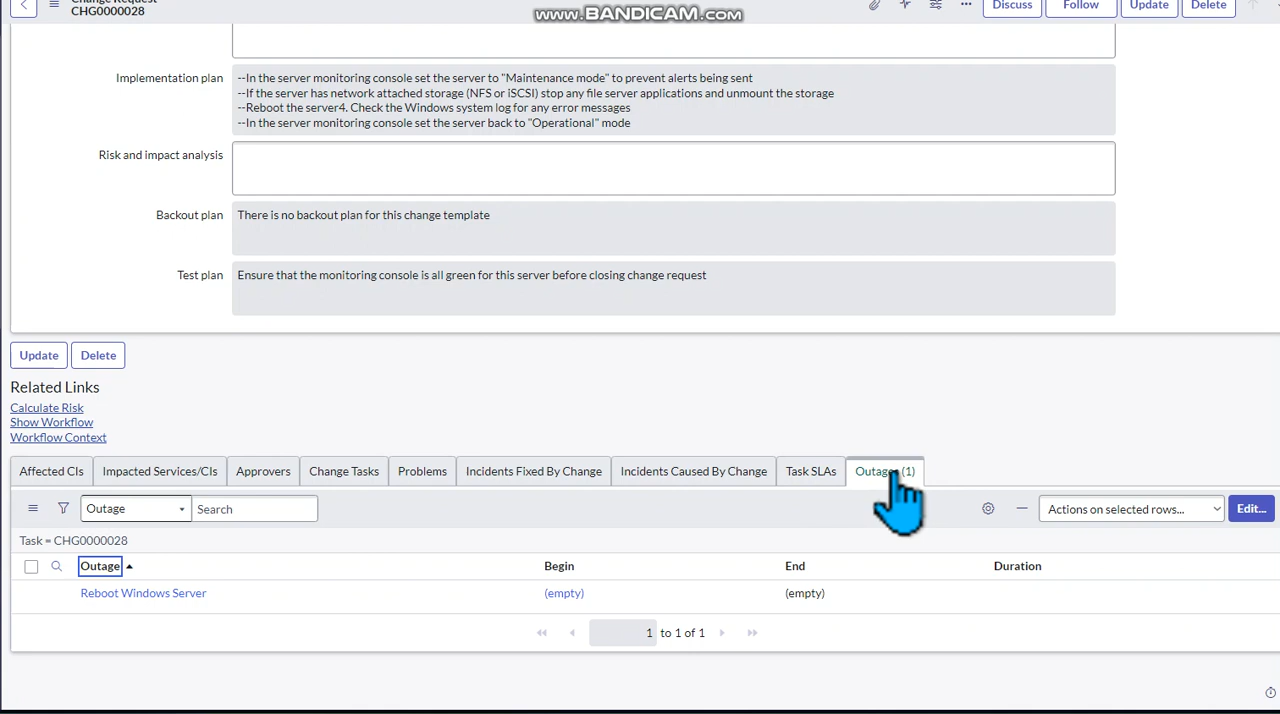 Change Request
CHG0000028
www.BANDICAM.com
Discuss
Follow
Update
Delete
Implementation plan
--In the server monitoring console set the server to "Maintenance mode" to prevent alerts being sent
--If the server has network attached storage (NFS or iSCSI) stop any file server applications and unmount the storage
--Reboot the server4. Check the Windows system log for any error messages
--In the server monitoring console set the server back to "Operational" mode
Risk and impact analysis
Backout plan
There is no backout plan for this change template
Test plan
Ensure that the monitoring console is all green for this server before closing change request
Update
Delete
Related Links
Calculate Risk
Show Workflow
Workflow Context
Affected CIs
Impacted Services/CIs
Approvers
Change Tasks
Problems
Incidents Fixed By Change
Incidents Caused By Change
Task SLAs
Outages (1)
Outage
Search
Actions on selected rows...
Edit...
Task = CHG0000028
Outage
Begin
End
Duration
Reboot Windows Server
(empty)
(empty)
1 to 1 of 1